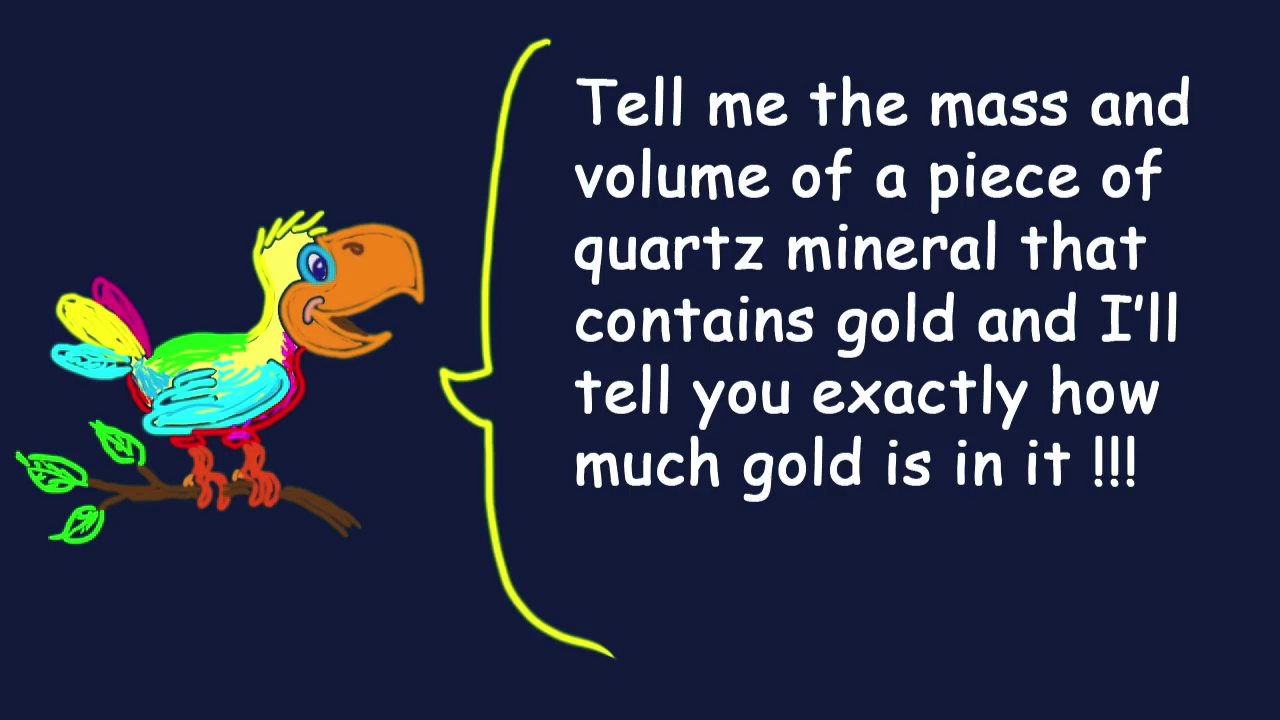 Tell me the mass and
volume of a piece of
quartz mineral that
contains gold and I'll
tell you exactly how
much gold is in it !!!